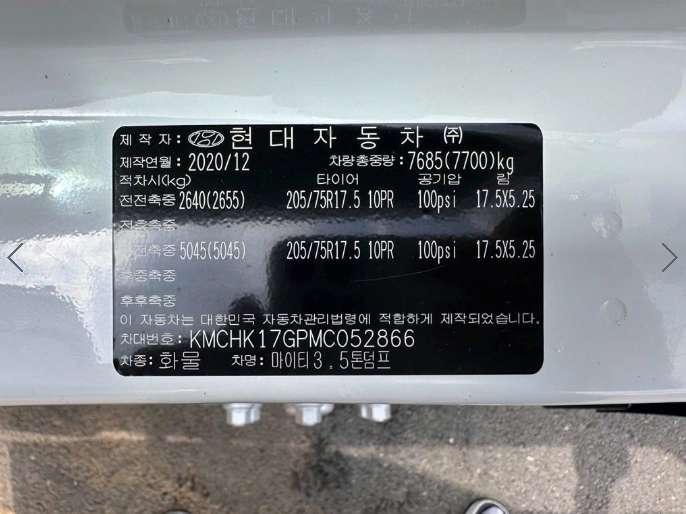 제 작 자 : 현 대 자 동 차 ㈜
제작연월 : 2020/12 차량총중량 : 7685(7700)kg
적차시(kg) 타이어 공기압 림
전전축중 2640(2655) 205/75R17.5 10PR 100psi 17.5X5.25
전후축중
후전축중 5045(5045) 205/75R17.5 10PR 100psi 17.5X5.25
후중축중
후후축중
이 자동차는 대한민국 자동차관리법령에 적합하게 제작되었습니다.
차대번호: KMCHK17GPMC052866
차종: 화물 차명: 마이티3.5톤덤프